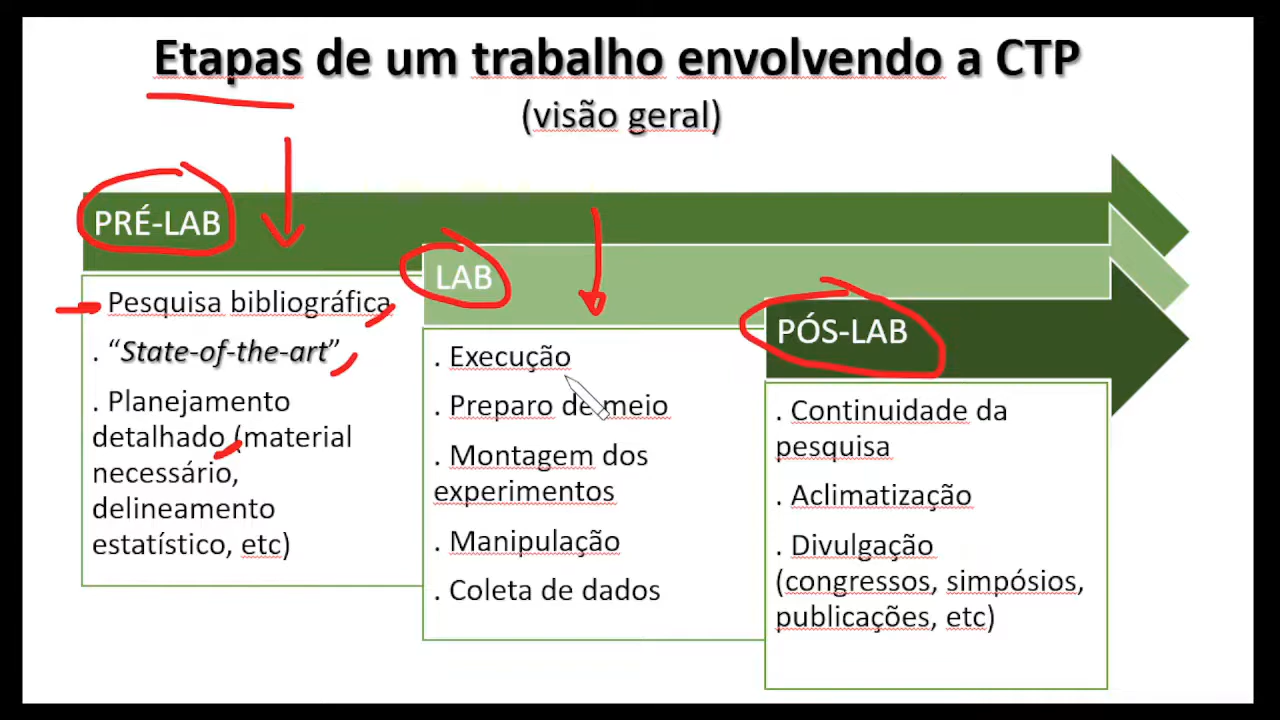 Etapas de um trabalho envolvendo a CTP
(visão geral)
PRÉ-LAB
. Pesquisa bibliográfica
. “State-of-the-art”
. Planejamento
detalhado (material
necessário,
delineamento
estatístico, etc)
LAB
. Execução
. Preparo de meio
. Montagem dos
experimentos
. Manipulação
. Coleta de dados
PÓS-LAB
. Continuidade da
pesquisa
. Aclimatização
. Divulgação
(congressos, simpósios,
publicações, etc)